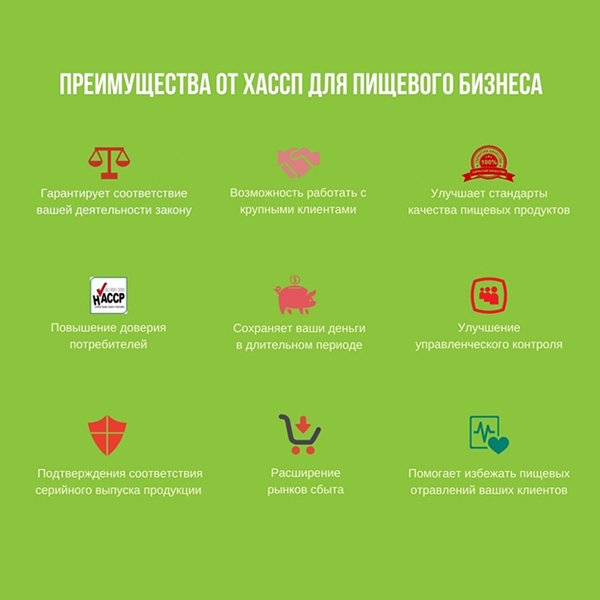 ПРЕИМУЩЕСТВА ОТ ХАССП ДЛЯ ПИЩЕВОГО БИЗНЕСА
Гарантирует соответствие
вашей деятельности закону
Возможность работать с
крупными клиентами
100%
Улучшает стандарты
качества пищевых продуктов
HACCP
Повышение доверия
потребителей
$
Сохраняет ваши деньги
в длительном периоде
Улучшение
управленческого контроля
Подтверждения соответствия
серийного выпуска продукции
Расширение
рынков сбыта
Помогает избежать пищевых
отравлений ваших клиентов